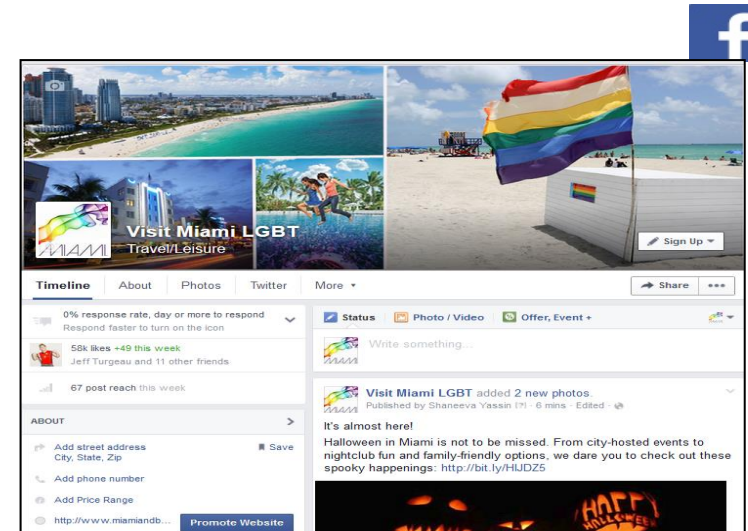 f
Visit Miami LGBT
Travel/Leisure
MIAMI
Sign Up
Timeline About Photos Twitter More
Share
0% response rate, day or more to respond
Respond faster to turn on the icon
58k likes +49 this week
Jeff Turgeau and 11 other friends
67 post reach this week
ABOUT
Add street address
City, State, Zip
Save
Add phone number
Add Price Range
http://www.miamiandb...
Promote Website
Status Photo / Video Offer, Event +
Write something...
MIAMI
Visit Miami LGBT added 2 new photos.
Published by Shaneeva Yassin [?] · 6 mins · Edited ·
MIAMI
It's almost here!
Halloween in Miami is not to be missed. From city-hosted events to
nightclub fun and family-friendly options, we dare you to check out these
spooky happenings: http://bit.ly/HIJDZ5
HAPPY
HALLOWEEN